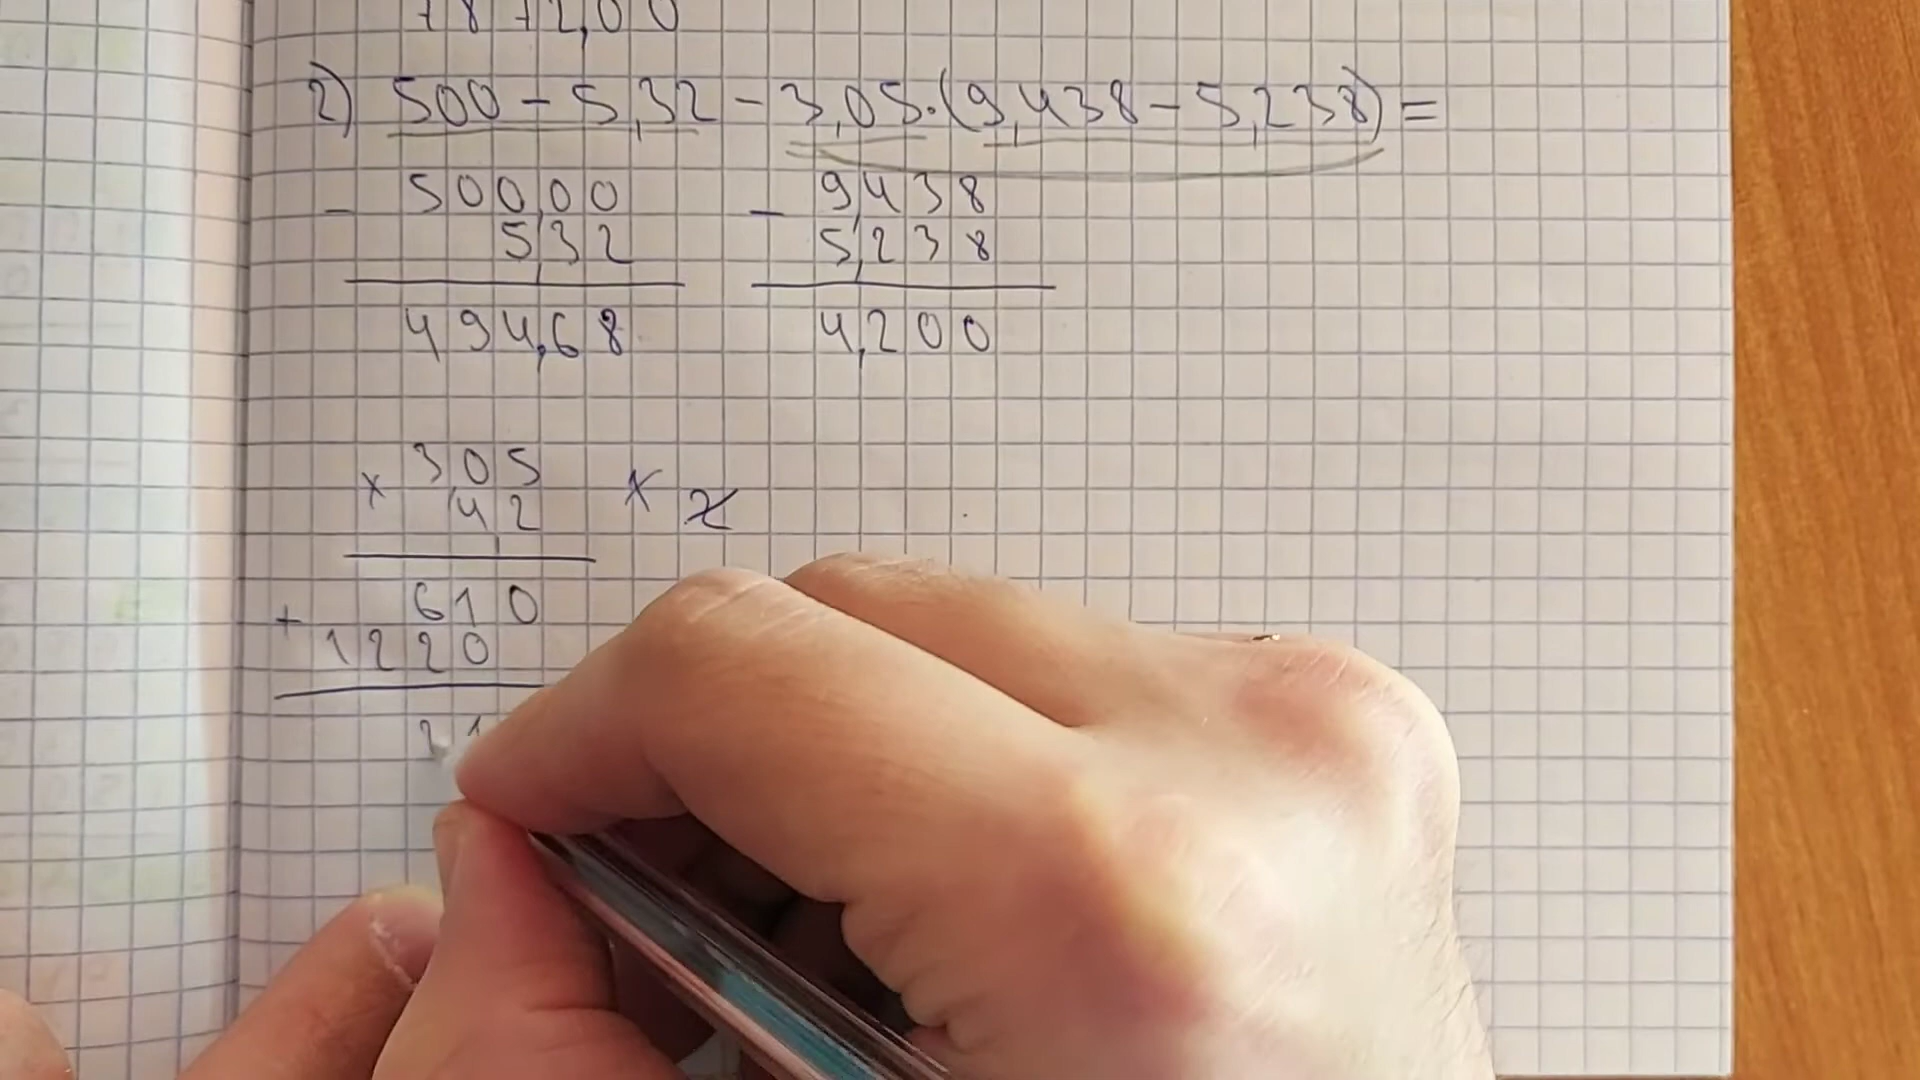 2) 500 - 5,32 - 3,05·(9,438 - 5,238) =
- 500,00 - 9,438
5,32 5,238
494,68 4,200
x 3,05 x 2
4,2
610
+ 1220